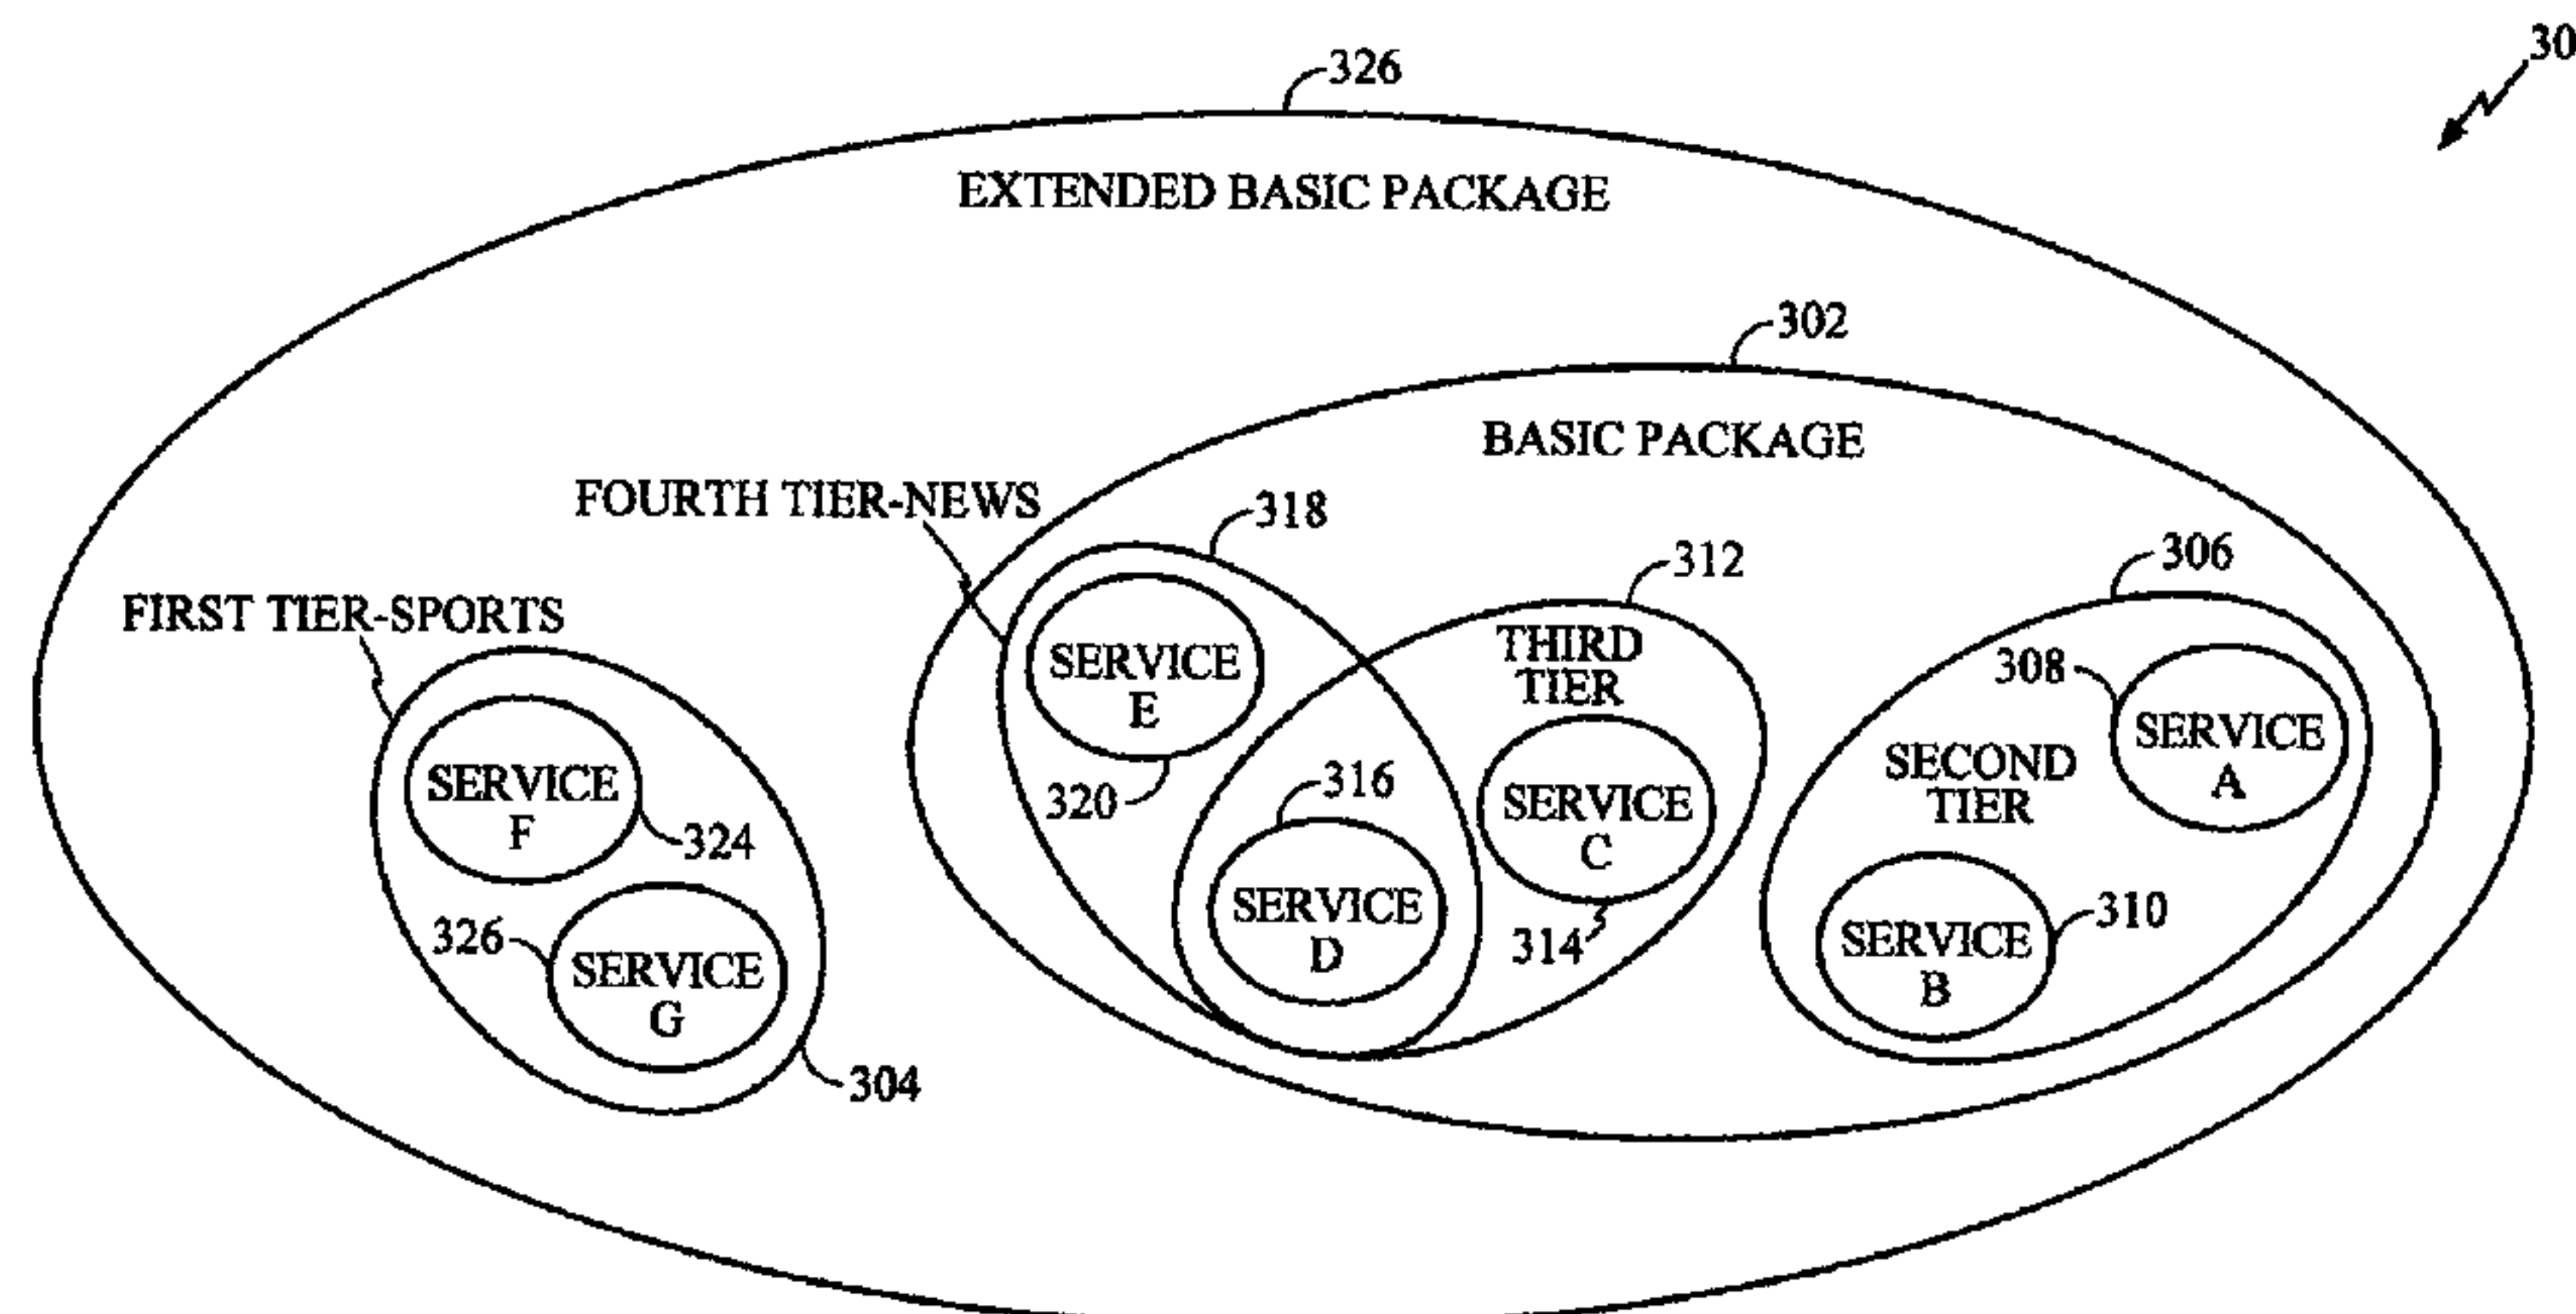 30
326
EXTENDED BASIC PACKAGE
302
BASIC PACKAGE
FOURTH TIER-NEWS
318
312
306
FIRST TIER-SPORTS
THIRD
TIER
308
SERVICE
E
SERVICE
A
SECOND
TIER
SERVICE
F
324
320
316
SERVICE
C
314
SERVICE
D
310
SERVICE
B
326
SERVICE
G
304